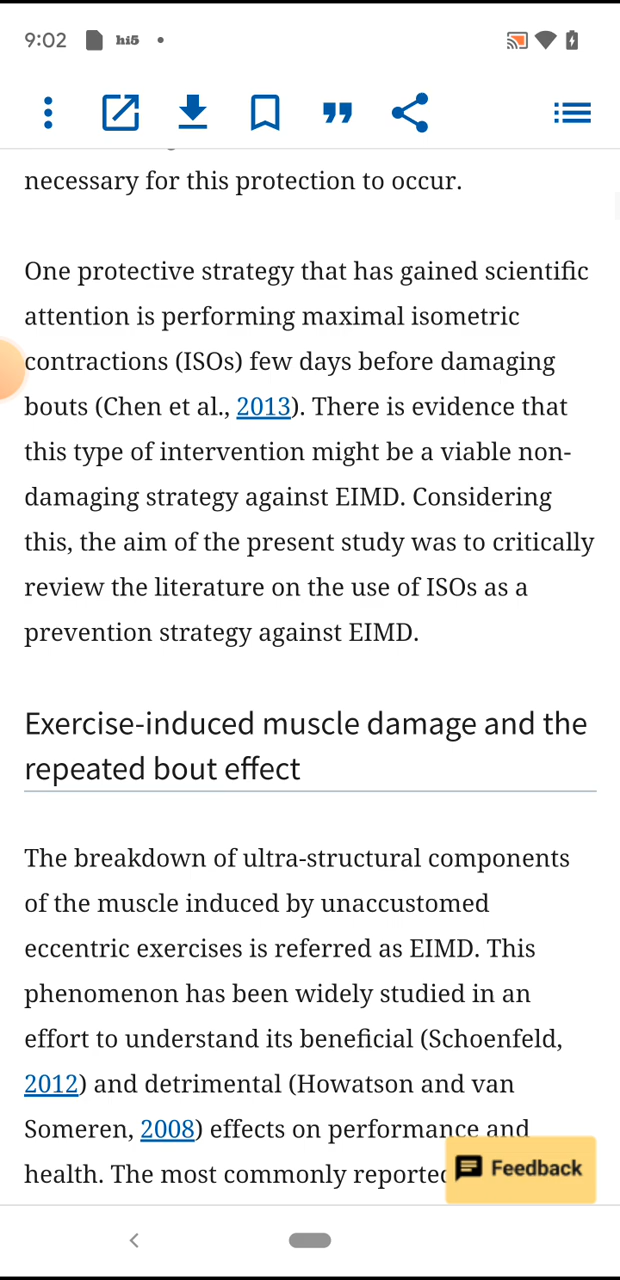 9:02 hi5
necessary for this protection to occur.
One protective strategy that has gained scientific
attention is performing maximal isometric
contractions (ISOs) few days before damaging
bouts (Chen et al., 2013). There is evidence that
this type of intervention might be a viable non-
damaging strategy against EIMD. Considering
this, the aim of the present study was to critically
review the literature on the use of ISOs as a
prevention strategy against EIMD.
Exercise-induced muscle damage and the
repeated bout effect
The breakdown of ultra-structural components
of the muscle induced by unaccustomed
eccentric exercises is referred as EIMD. This
phenomenon has been widely studied in an
effort to understand its beneficial (Schoenfeld,
2012) and detrimental (Howatson and van
Someren, 2008) effects on performance and
health. The most commonly reported
Feedback